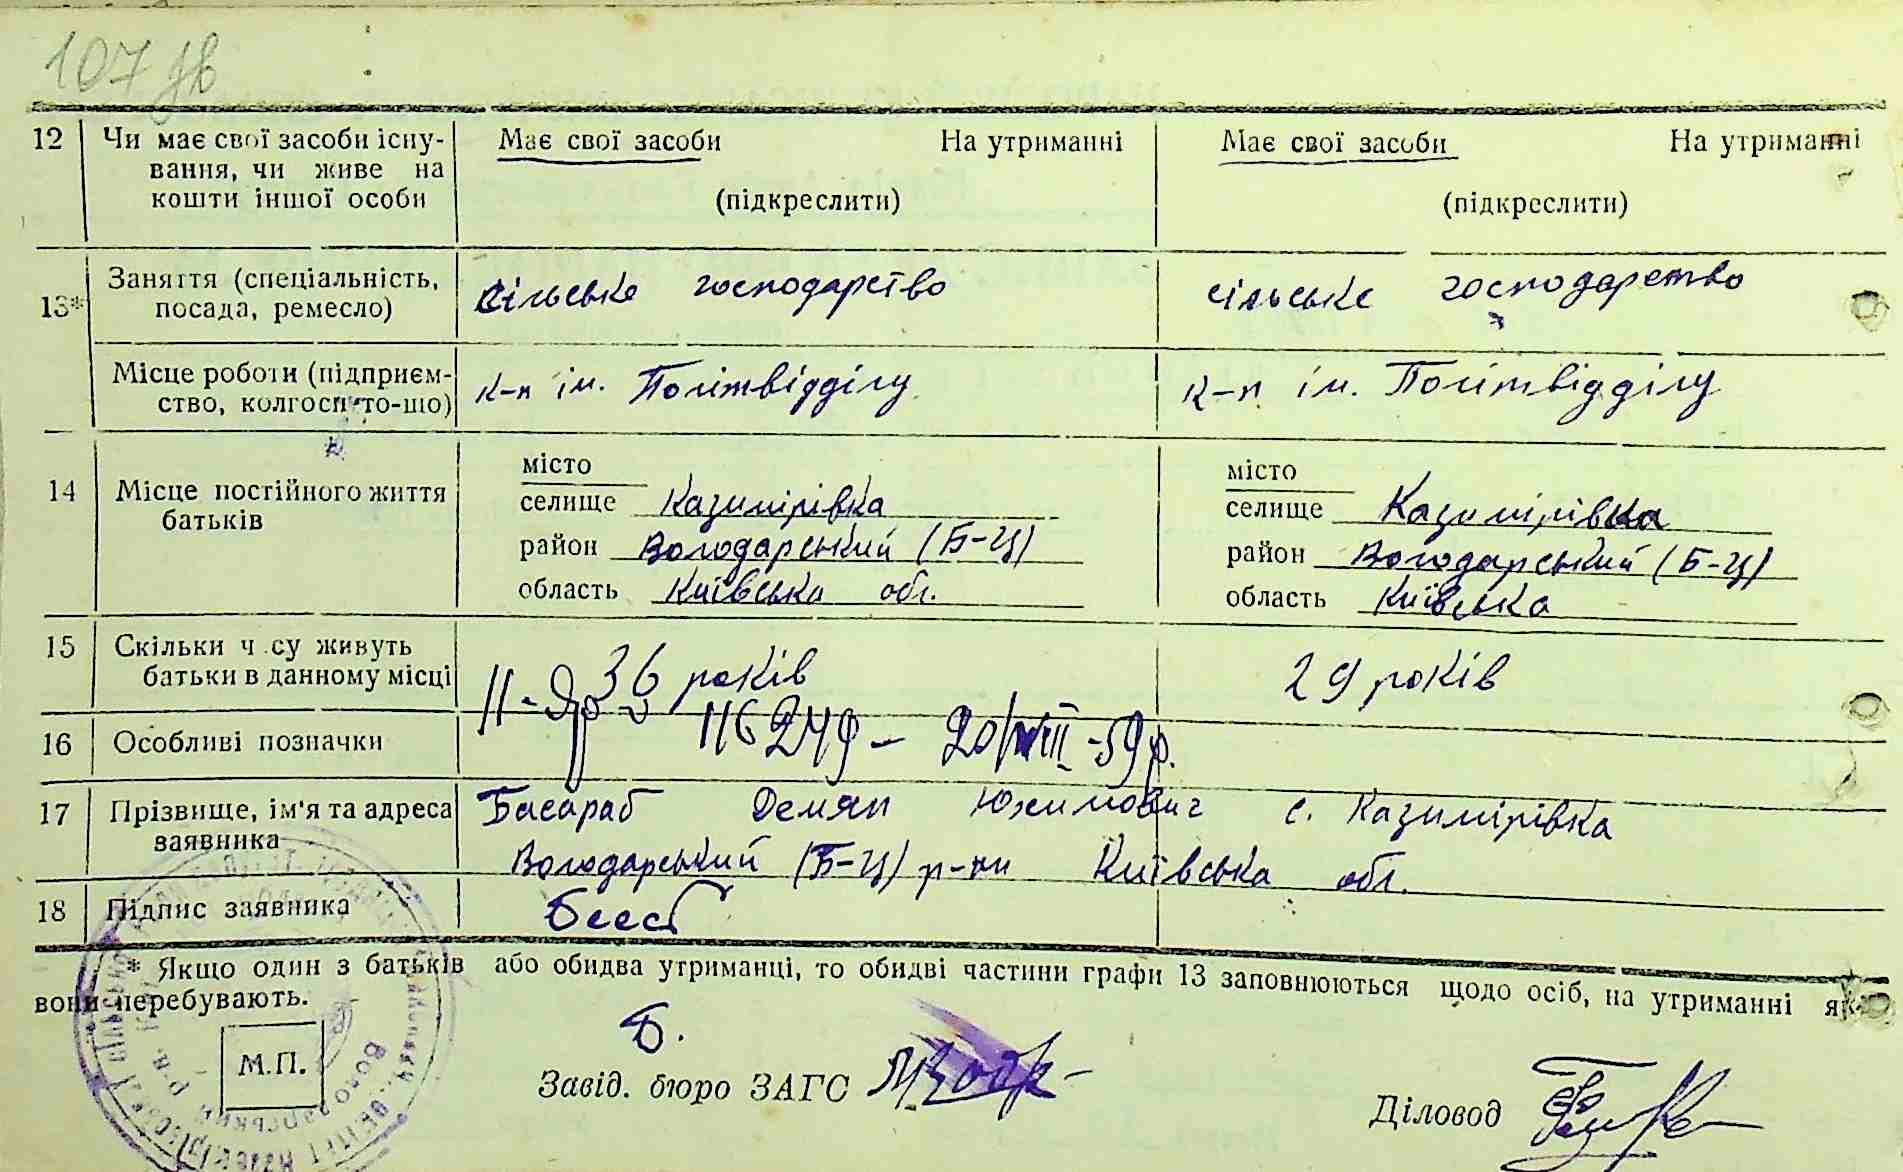 107 зв
12 Чи має свої засоби існу- Має свої засоби На утриманні Має свої засоби На утриманні
вання, чи живе на
кошти іншої особи (підкреслити) (підкреслити)
13* Заняття (спеціальність, сільське господарство сільське господарство
посада, ремесло)
Місце роботи (підприєм- к-п ім. Політвідділу к-п ім. Політвідділу
ство, колгосп то-що)
місто місто
14 Місце постійного життя селище Казимірівка селище Казимірівка
батьків район Володарський (Б-Ц) район Володарський (Б-Ц)
область Київська обл. область Київська
15 Скільки ч су живуть 36 років 29 років
батьки в данному місці
16 Особливі позначки 116249 – 20/VIII-59р.
17 Прізвище, ім'я та адреса Басараб Демян Юхимович с. Казимірівка
заявника Володарський (Б-Ц) р-ни Київська обл.
18 Підпис заявника
* Якщо один з батьків або обидва утриманці, то обидві частини графи 13 заповнюються щодо осіб, на утриманні як
вони перебувають.
Б.
М.П. Завід. бюро ЗАГС
Діловод